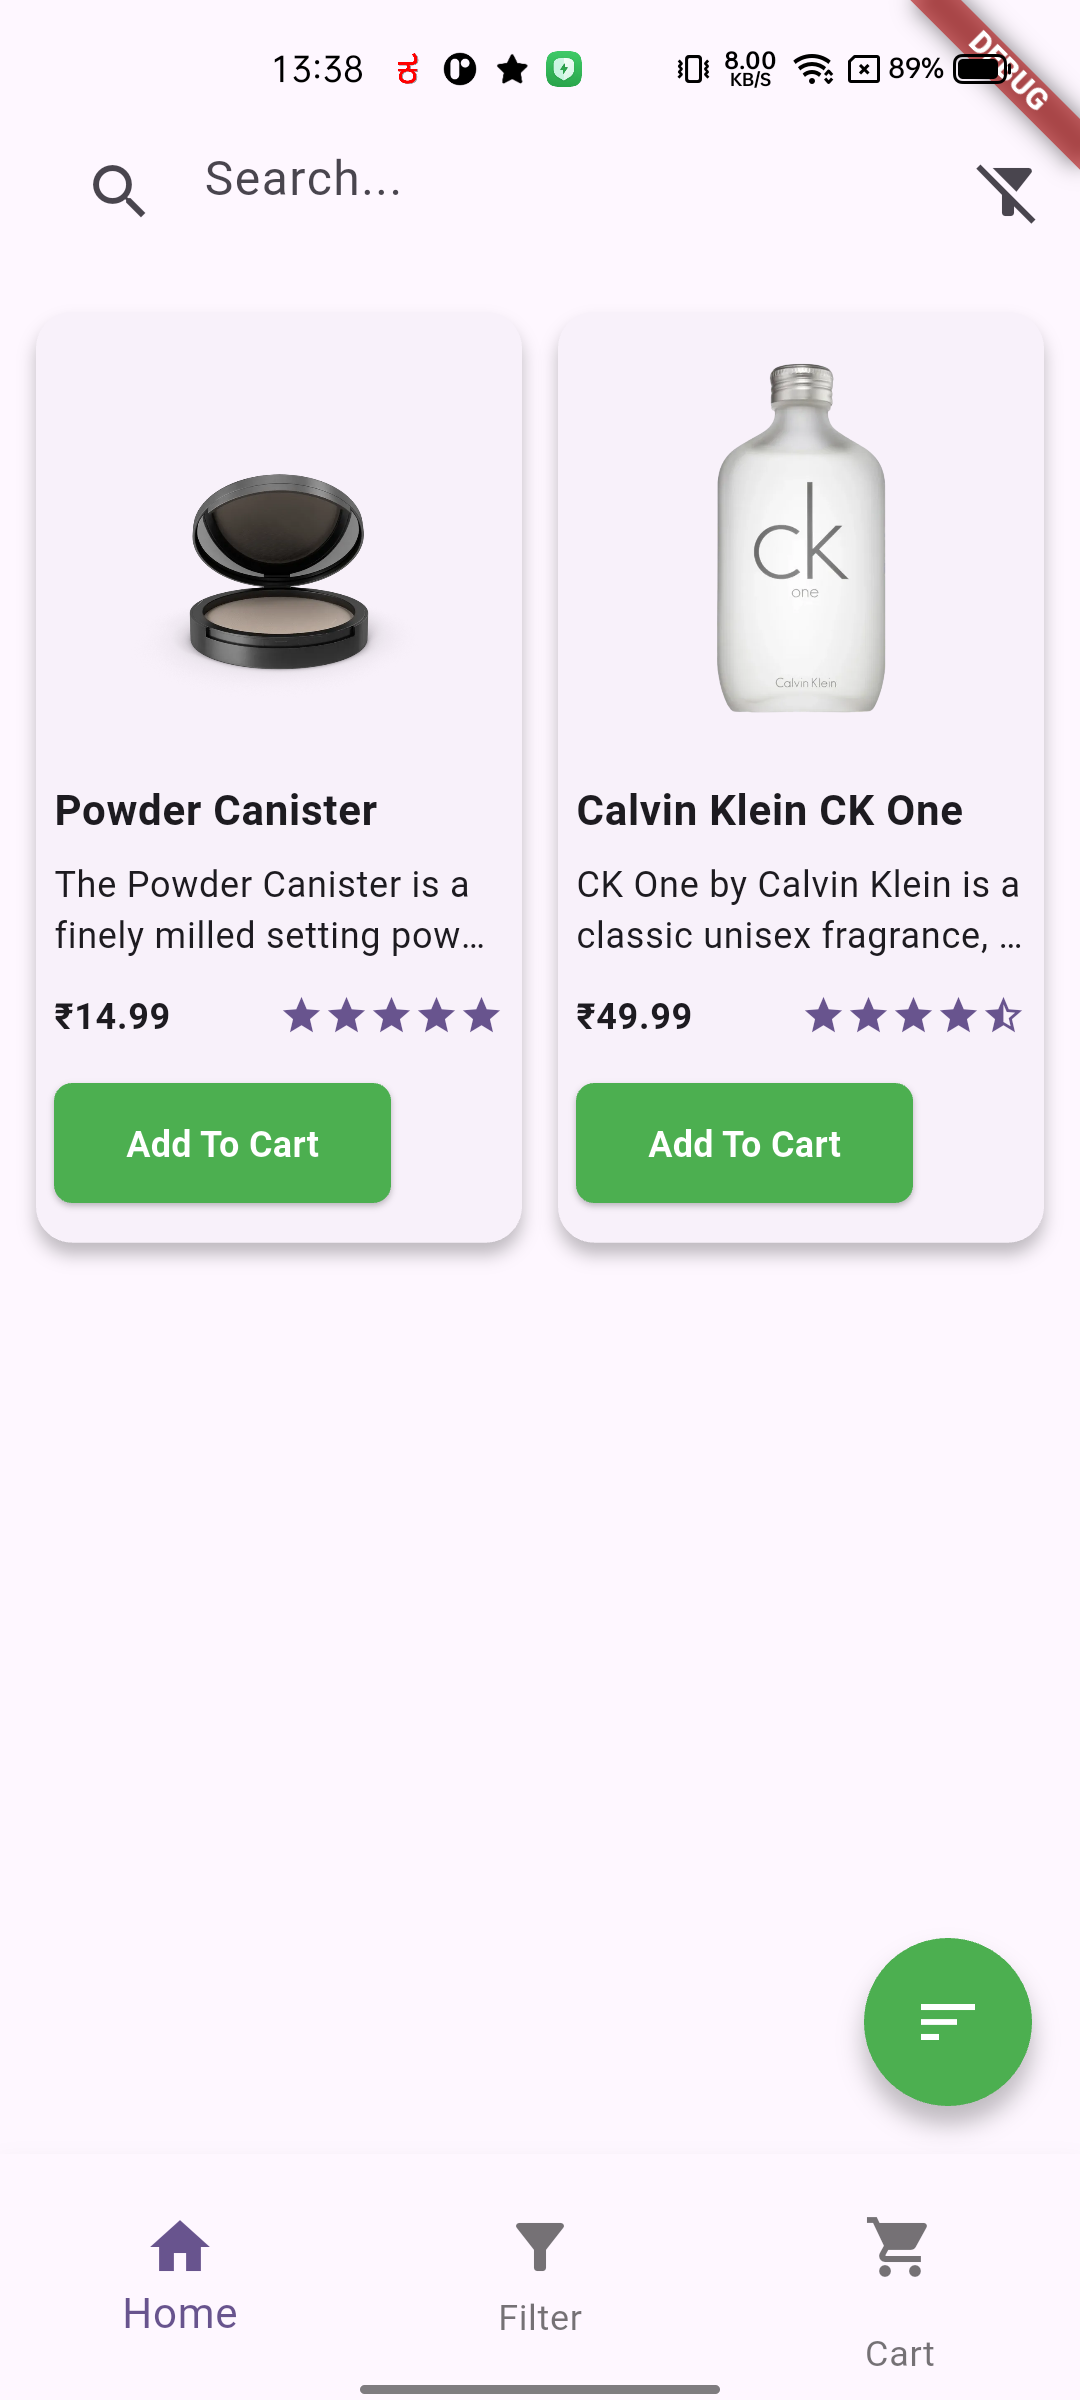 13:38 ಕ 8.00 KB/S 89%
DEBUG
Search...
ck
one
Calvin Klein
Powder Canister
The Powder Canister is a
finely milled setting pow…
₹14.99
Add To Cart
Calvin Klein CK One
CK One by Calvin Klein is a
classic unisex fragrance, …
₹49.99
Add To Cart
Home
Filter
Cart